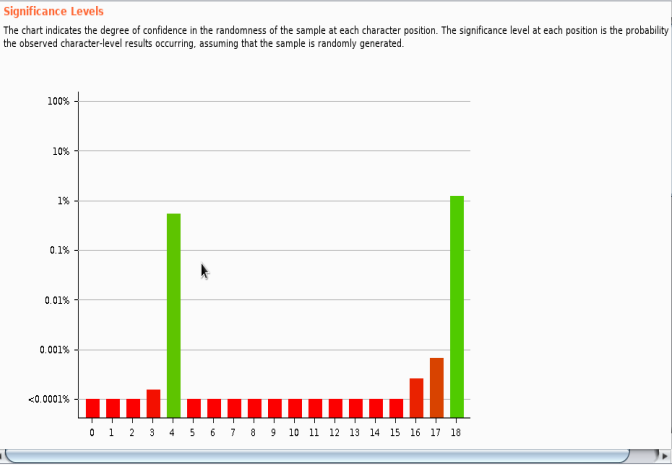 Significance Levels
The chart indicates the degree of confidence in the randomness of the sample at each character position. The significance level at each position is the probability
the observed character-level results occurring, assuming that the sample is randomly generated.
100%
10%
1%
0.1%
0.01%
0.001%
<0.0001%
0 1 2 3 4 5 6 7 8 9 10 11 12 13 14 15 16 17 18